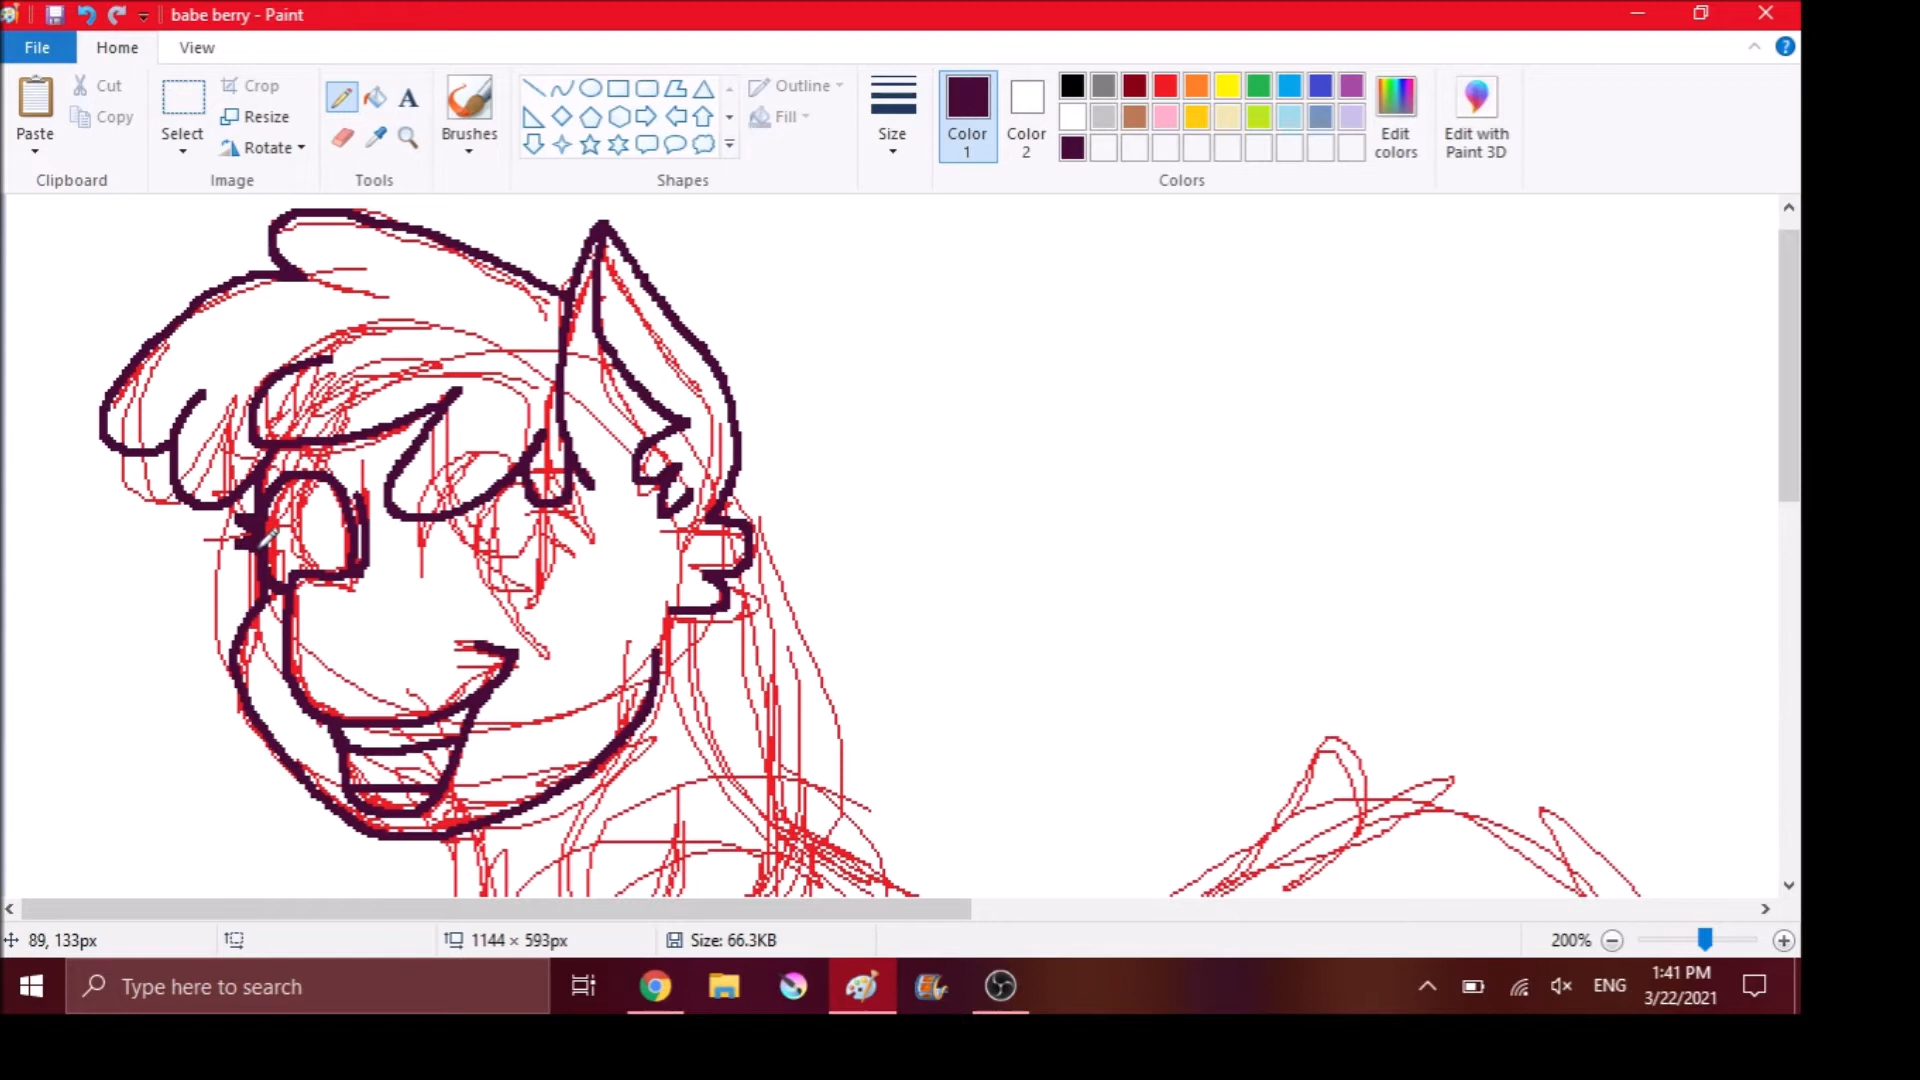 babe berry - Paint
File Home View
Paste
Cut
Copy
Clipboard
Select
Crop
Resize
Rotate
Image
A
Tools
Brushes
Outline
Fill
Shapes
Size
Color 1
Color 2
Edit colors
Colors
Edit with Paint 3D
89, 133px
1144 × 593px
Size: 66.3KB
200%
Type here to search
ENG
1:41 PM
3/22/2021